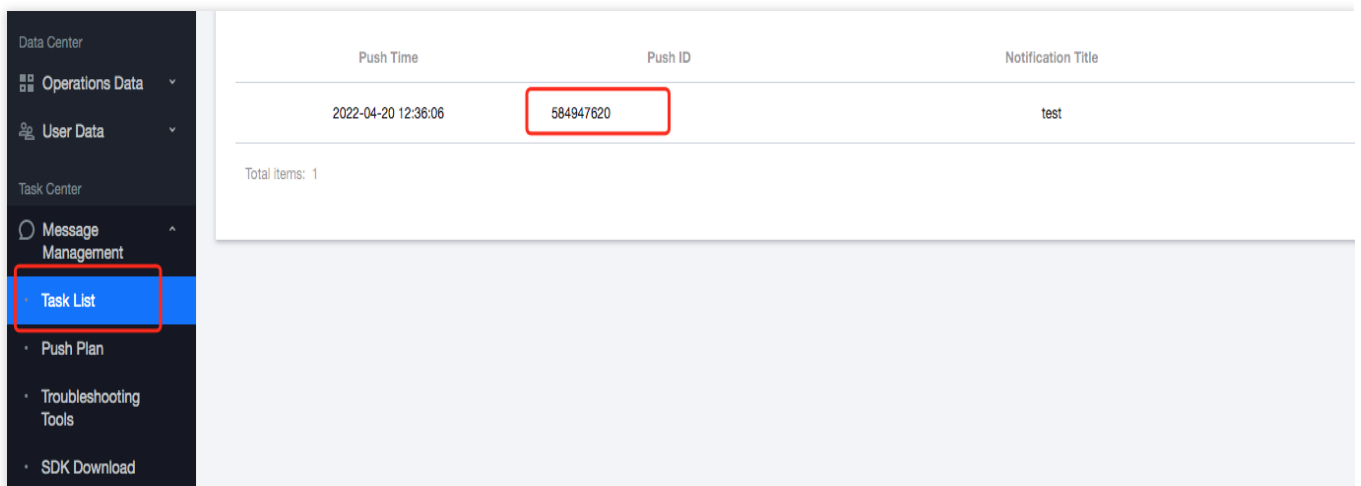 Data Center
Operations Data
User Data
Task Center
Message
Management
Task List
Push Plan
Troubleshooting
Tools
SDK Download
Push Time Push ID Notification Title
2022-04-20 12:36:06 584947620 test
Total items: 1